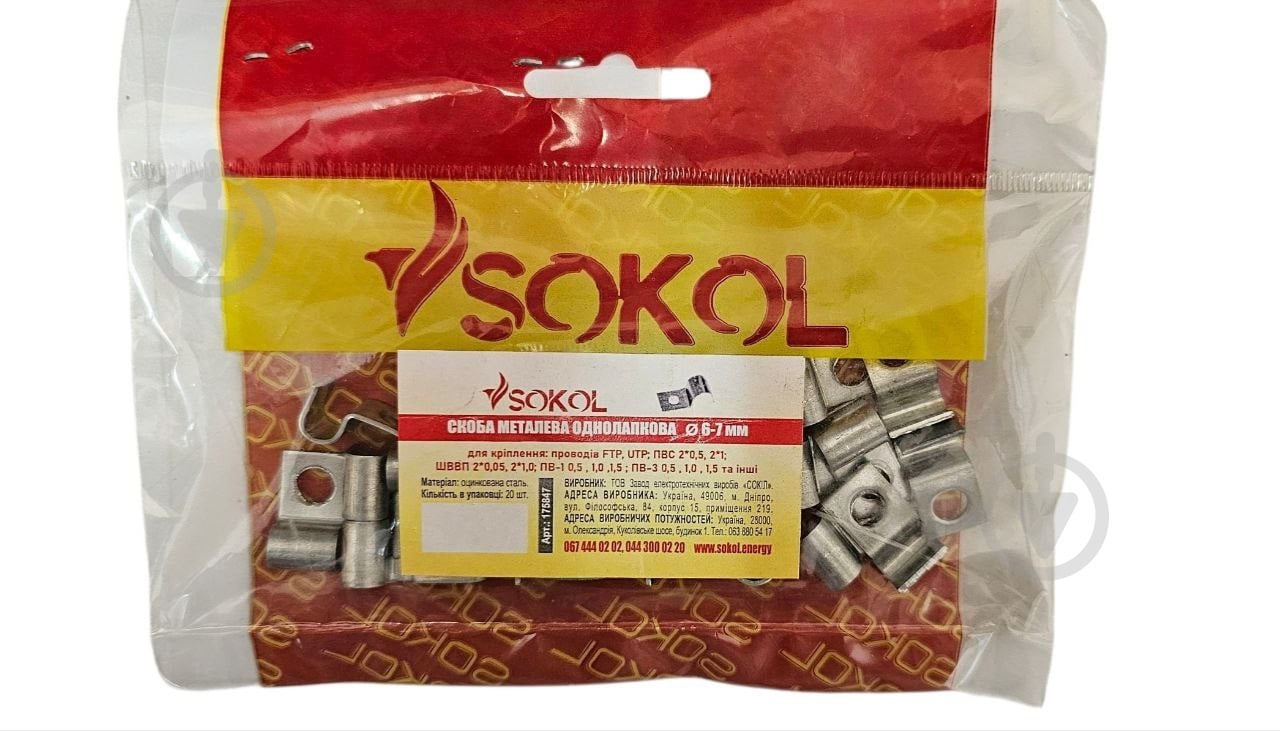 SOKOL
SOKOL
СКОБА МЕТАЛЕВА ОДНОЛАПКОВА Ø 6-7 мм
для кріплення: проводів FTP, UTP; ПВС 2*0,5, 2*1;
ШВВП 2*0,05, 2*1,0; ПВ-1 0,5 , 1,0 ,1,5 ; ПВ-3 0,5 , 1,0 , 1,5 та інші
Матеріал: оцинкована сталь.
Кількість в упаковці: 20 шт.
Арт.: 175847
ВИРОБНИК: ТОВ Завод електротехнічних виробів «СОКІЛ».
АДРЕСА ВИРОБНИКА: Україна, 49006, м. Дніпро,
вул. Філософська, 84, корпус 15, приміщення 219.
АДРЕСА ВИРОБНИЧИХ ПОТУЖНОСТЕЙ: Україна, 28000,
м. Олександрія, Куколівське шосе, будинок 1. Тел.: 063 880 54 17
067 444 02 02, 044 300 02 20 www.sokol.energy